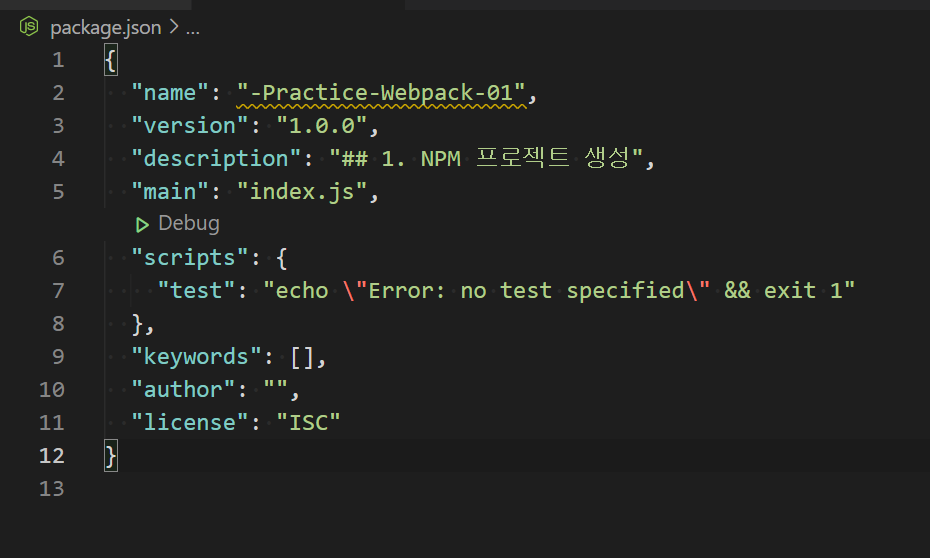 package.json > ...
1 {
2 "name": "-Practice-Webpack-01",
3 "version": "1.0.0",
4 "description": "## 1. NPM 프로젝트 생성",
5 "main": "index.js",
Debug
6 "scripts": {
7 "test": "echo \"Error: no test specified\" && exit 1"
8 },
9 "keywords": [],
10 "author": "",
11 "license": "ISC"
12 }
13